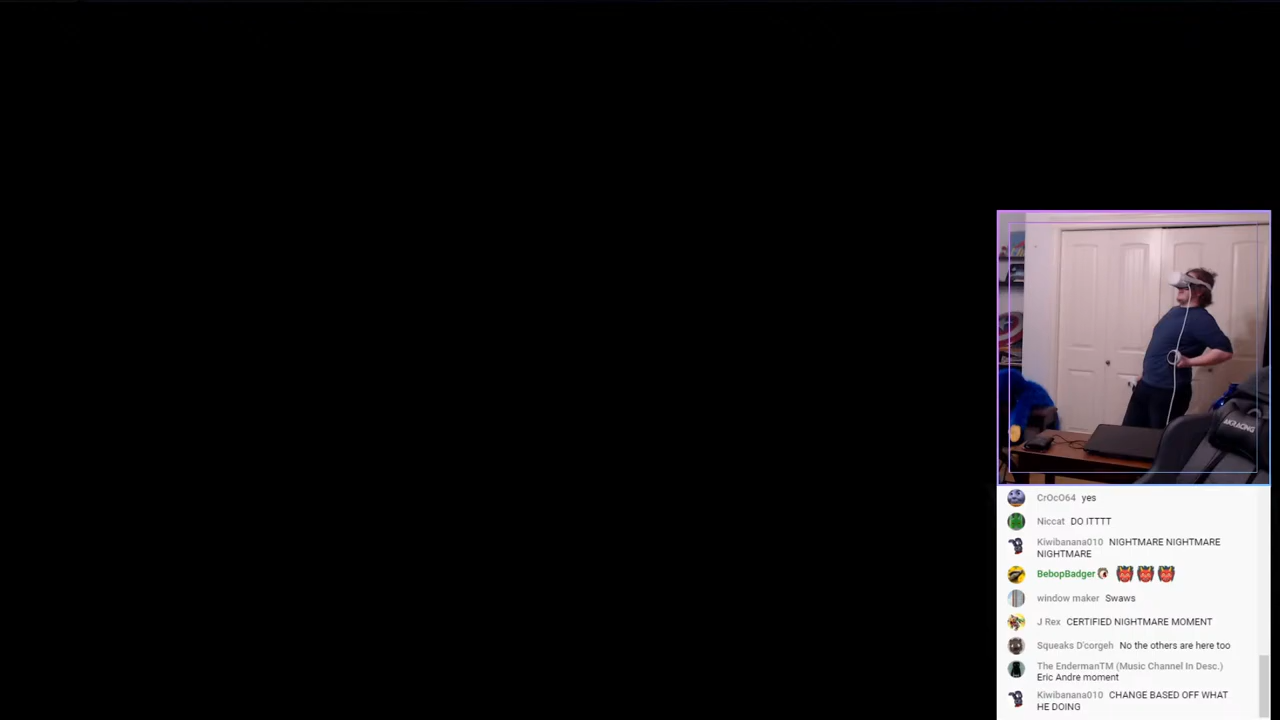 CrOcO64 yes
Niccat DO ITTTT
Kiwibanana010 NIGHTMARE NIGHTMARE
NIGHTMARE
BebopBadger
window maker Swaws
J Rex CERTIFIED NIGHTMARE MOMENT
Squeaks D'corgeh No the others are here too
The EndermanTM (Music Channel In Desc.)
Eric Andre moment
Kiwibanana010 CHANGE BASED OFF WHAT
HE DOING